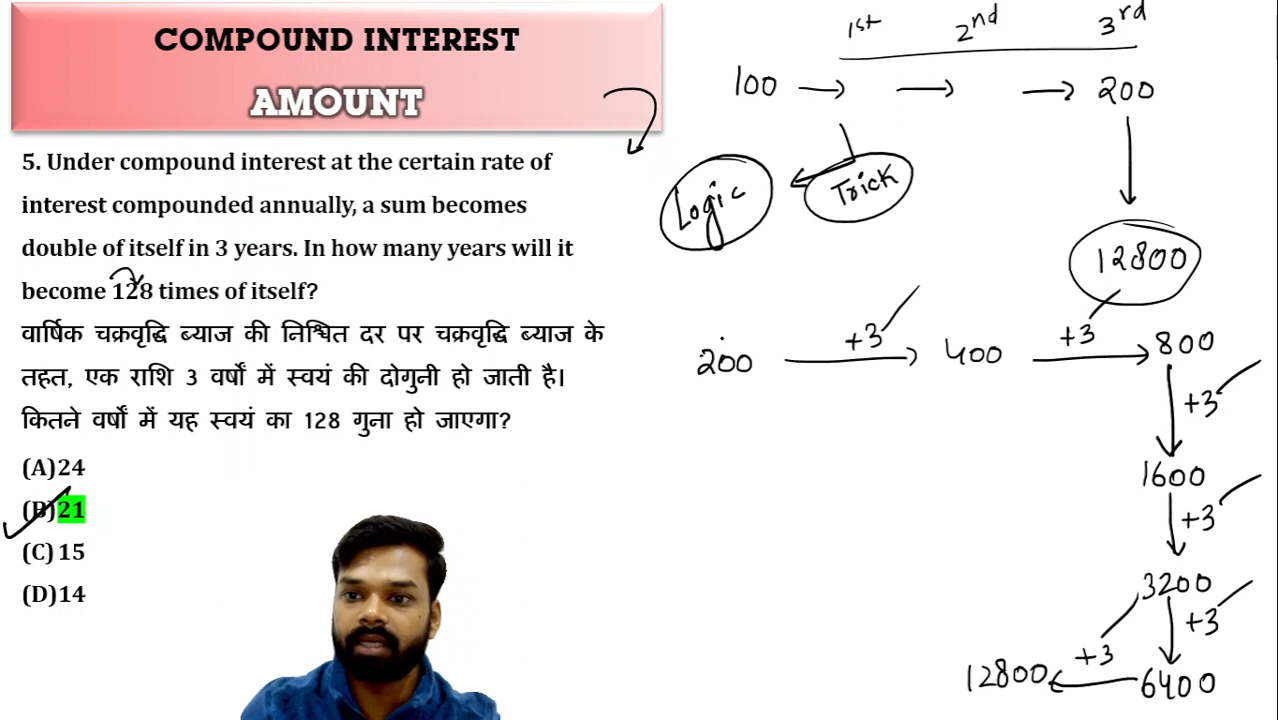 COMPOUND INTEREST
AMOUNT
5. Under compound interest at the certain rate of
interest compounded annually, a sum becomes
double of itself in 3 years. In how many years will it
become 128 times of itself?
वार्षिक चक्रवृद्धि ब्याज की निश्चित दर पर चक्रवृद्धि ब्याज के
तहत, एक राशि 3 वर्षों में स्वयं की दोगुनी हो जाती है।
कितने वर्षों में यह स्वयं का 128 गुना हो जाएगा?
(A)24
(B)21
(C)15
(D)14
1st 2nd 3rd
100 → → → 200
Logic Trick
12800
200 +3 400 +3 800
+3
1600
+3
3200
+3
+3
12800 6400